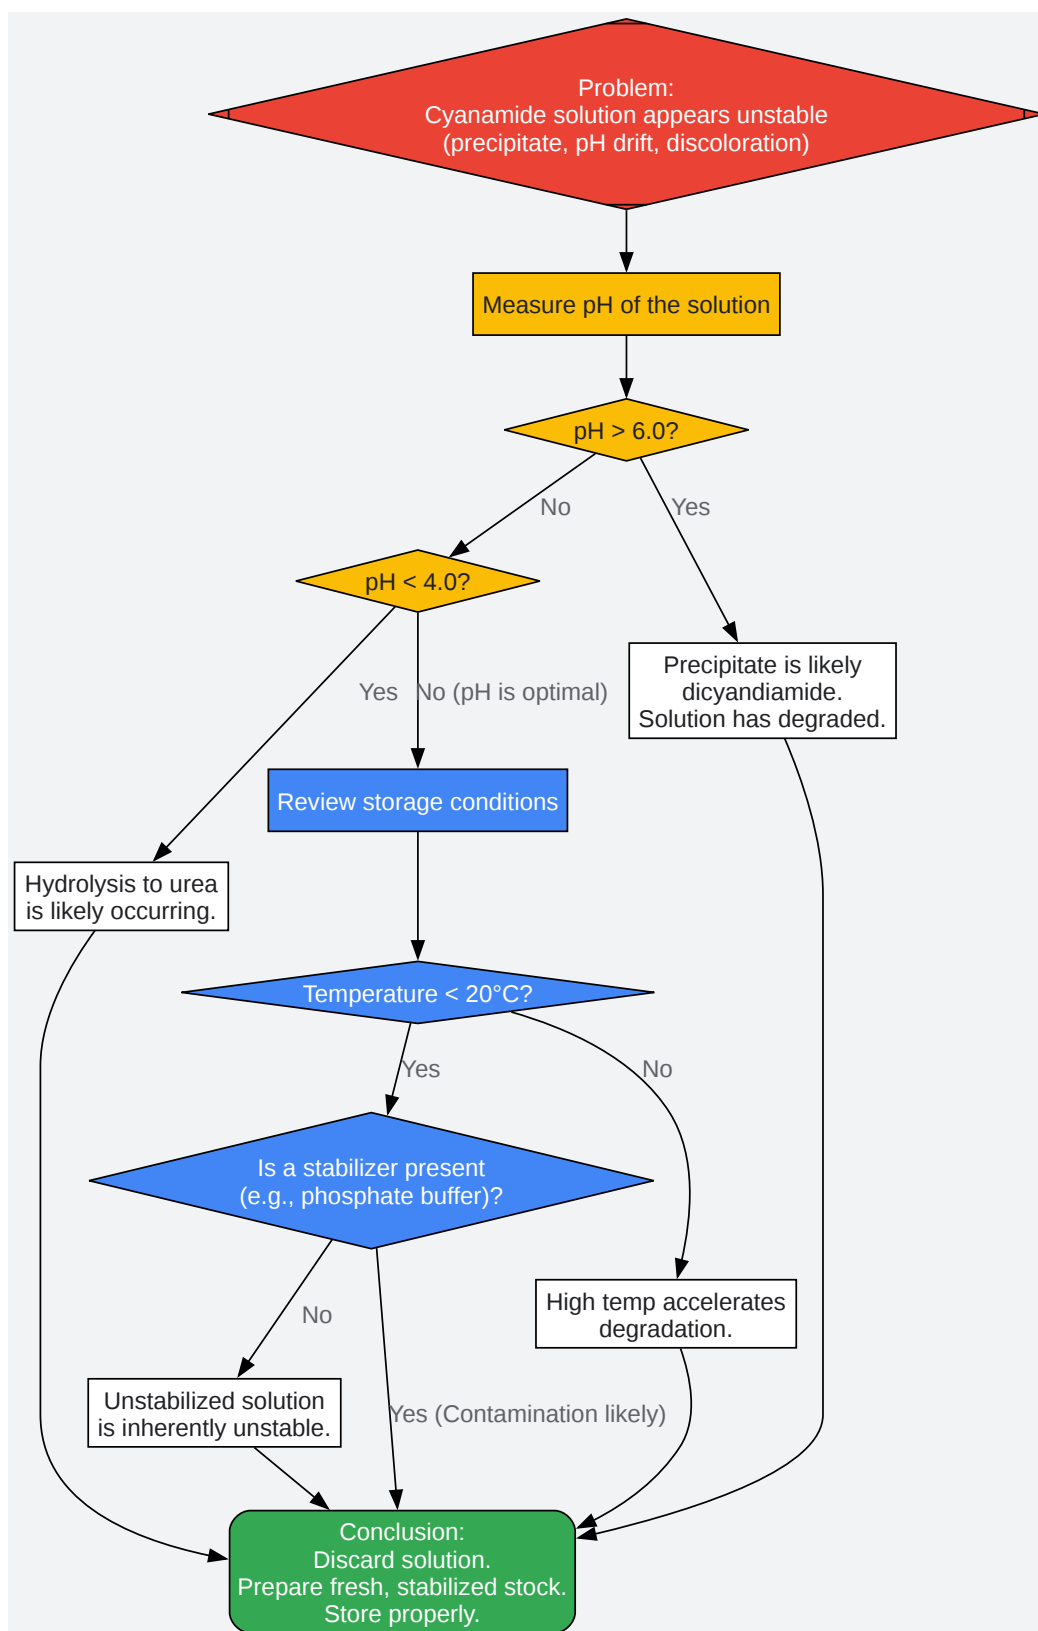 Problem:
Cyanamide solution appears unstable
(precipitate, pH drift, discoloration)
Measure pH of the solution
pH > 6.0?
No
Yes
pH < 4.0?
Precipitate is likely
dicyandiamide.
Solution has degraded.
Yes
No (pH is optimal)
Review storage conditions
Hydrolysis to urea
is likely occurring.
Temperature < 20°C?
Yes
No
Is a stabilizer present
(e.g., phosphate buffer)?
High temp accelerates
degradation.
No
Unstabilized solution
is inherently unstable.
Yes (Contamination likely)
Conclusion:
Discard solution.
Prepare fresh, stabilized stock.
Store properly.